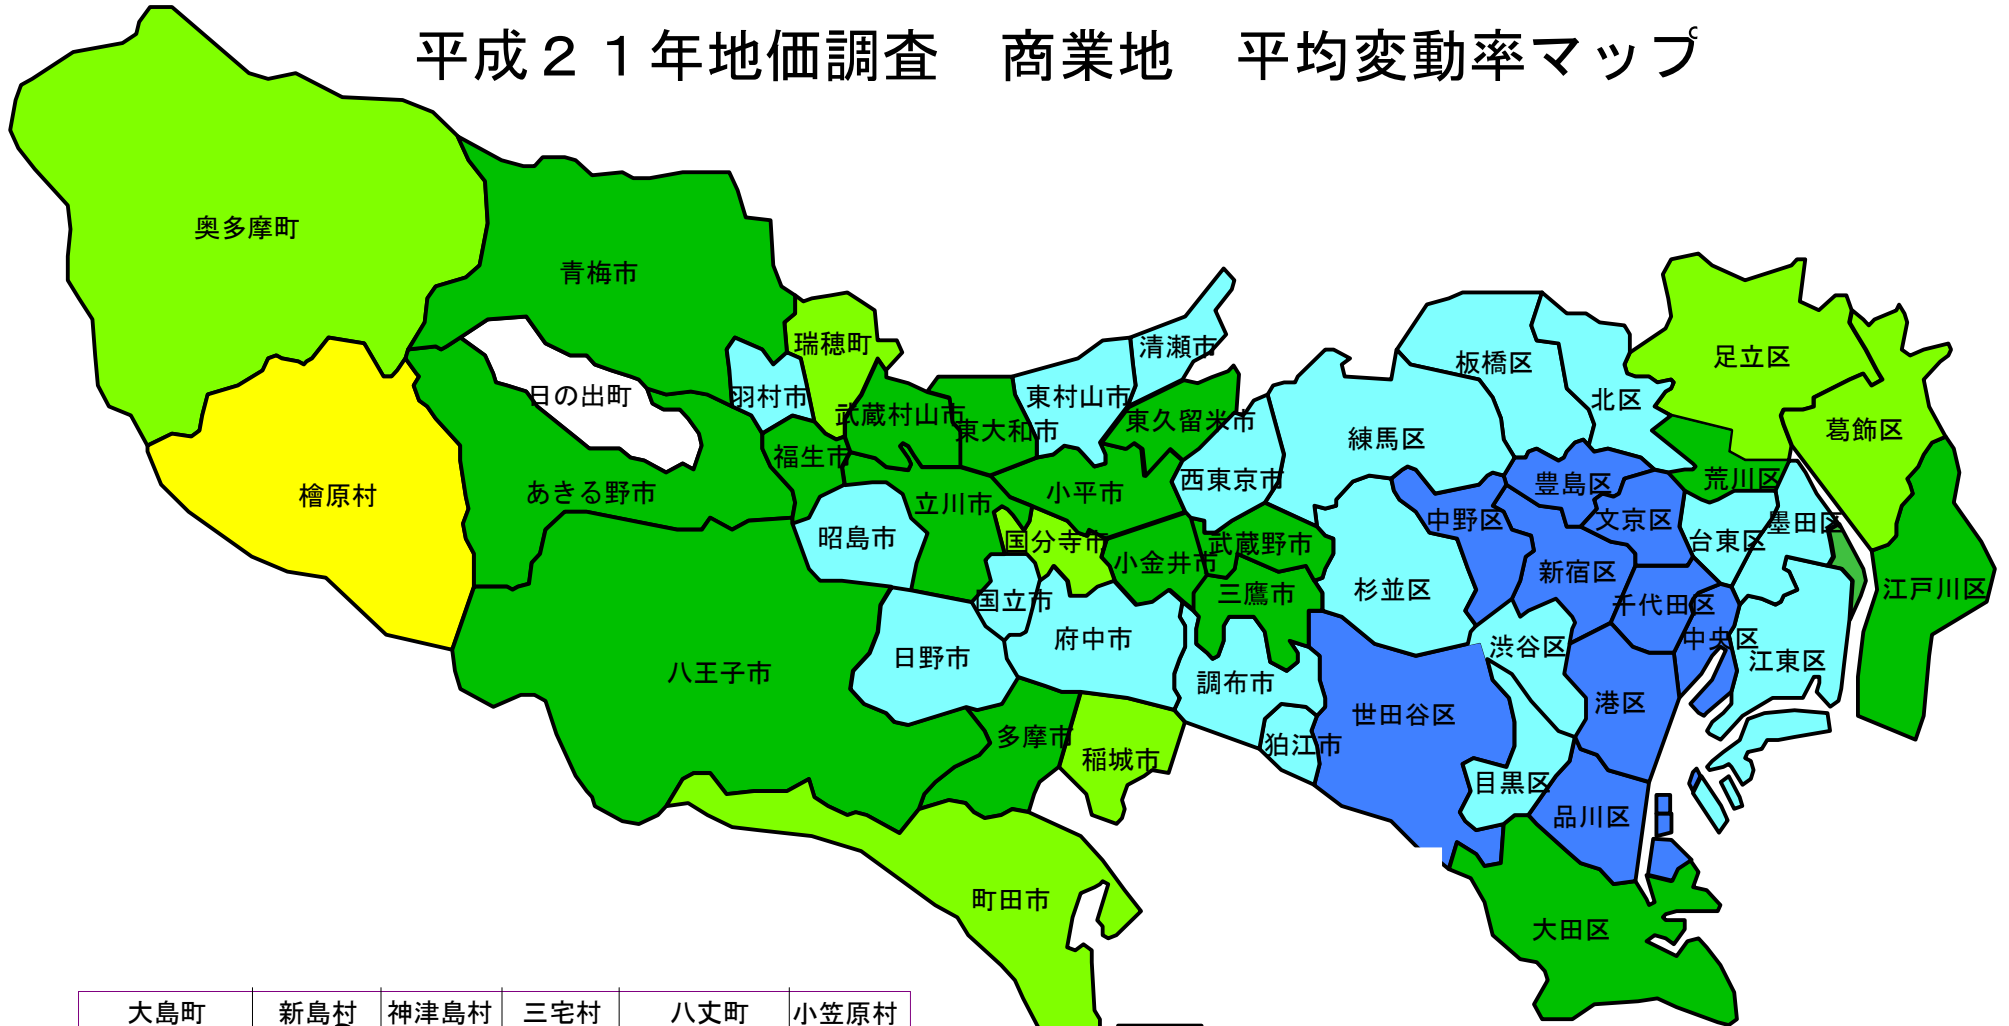 平成２１年地価調査　商業地　平均変動率マップ
奥多摩町
青梅市
瑞穂町
清瀬市
板橋区
足立区
日の出町
羽村市
武蔵村山市
東大和市
東村山市
東久留米市
練馬区
北区
葛飾区
福生市
檜原村
あきる野市
立川市
小平市
西東京市
豊島区
荒川区
昭島市
国分寺市
小金井市
武蔵野市
中野区
文京区
台東区
墨田区
国立市
三鷹市
杉並区
新宿区
千代田区
江戸川区
八王子市
日野市
府中市
調布市
渋谷区
中央区
江東区
多摩市
稲城市
狛江市
世田谷区
港区
目黒区
品川区
町田市
大田区
大島町 新島村 神津島村 三宅村 八丈町 小笠原村